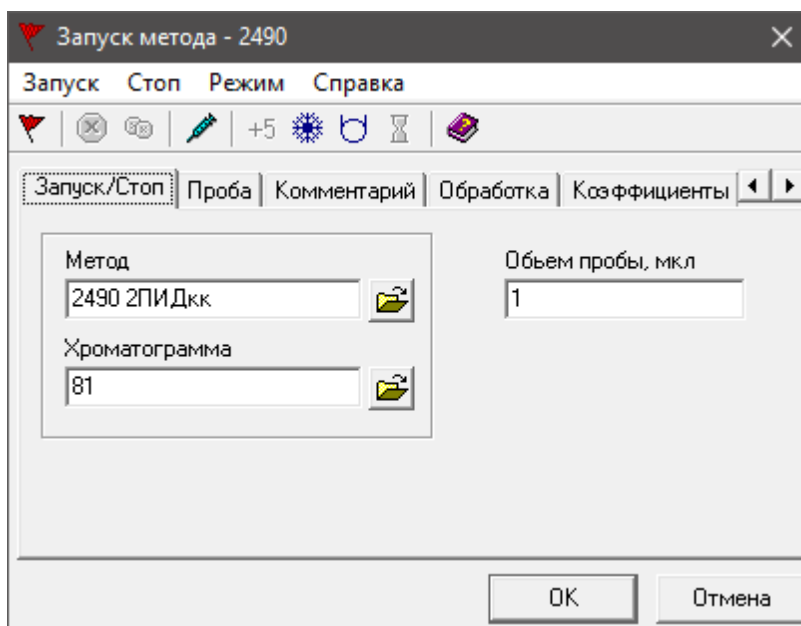 Запуск метода - 2490
Запуск Стоп Режим Справка
+5
Запуск/Стоп Проба Комментарий Обработка Коэффициенты
Метод
Обьем пробы, мкл
2490 2ПИДкк
1
Хроматограмма
81
OK Отмена